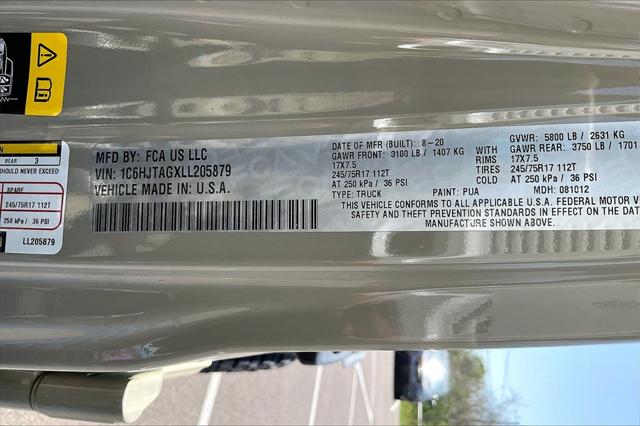 N
REAR 3
SHOULD NEVER EXCEED
SPARE
245/75R17 112T
250 kPa / 36 PSI
LL205879
MFD BY: FCA US LLC
VIN: 1C6HJTAGXLL205879
VEHICLE MADE IN U.S.A.
DATE OF MFR (BUILT): 8-20
GAWR FRONT: 3100 LB / 1407 KG
17X7.5
245/75R17 112T
AT 250 kPa / 36 PSI
TYPE: TRUCK
WITH
RIMS
TIRES
GVWR: 5800 LB / 2631 KG
GAWR REAR: 3750 LB / 1701
17X7.5
245/75R17 112T
AT 250 kPa / 36 PSI
PAINT: PUA MDH: 081012
THIS VEHICLE CONFORMS TO ALL APPLICABLE U.S.A. FEDERAL MOTOR
SAFETY AND THEFT PREVENTION STANDARDS IN EFFECT ON THE DATE
MANUFACTURE SHOWN ABOVE.